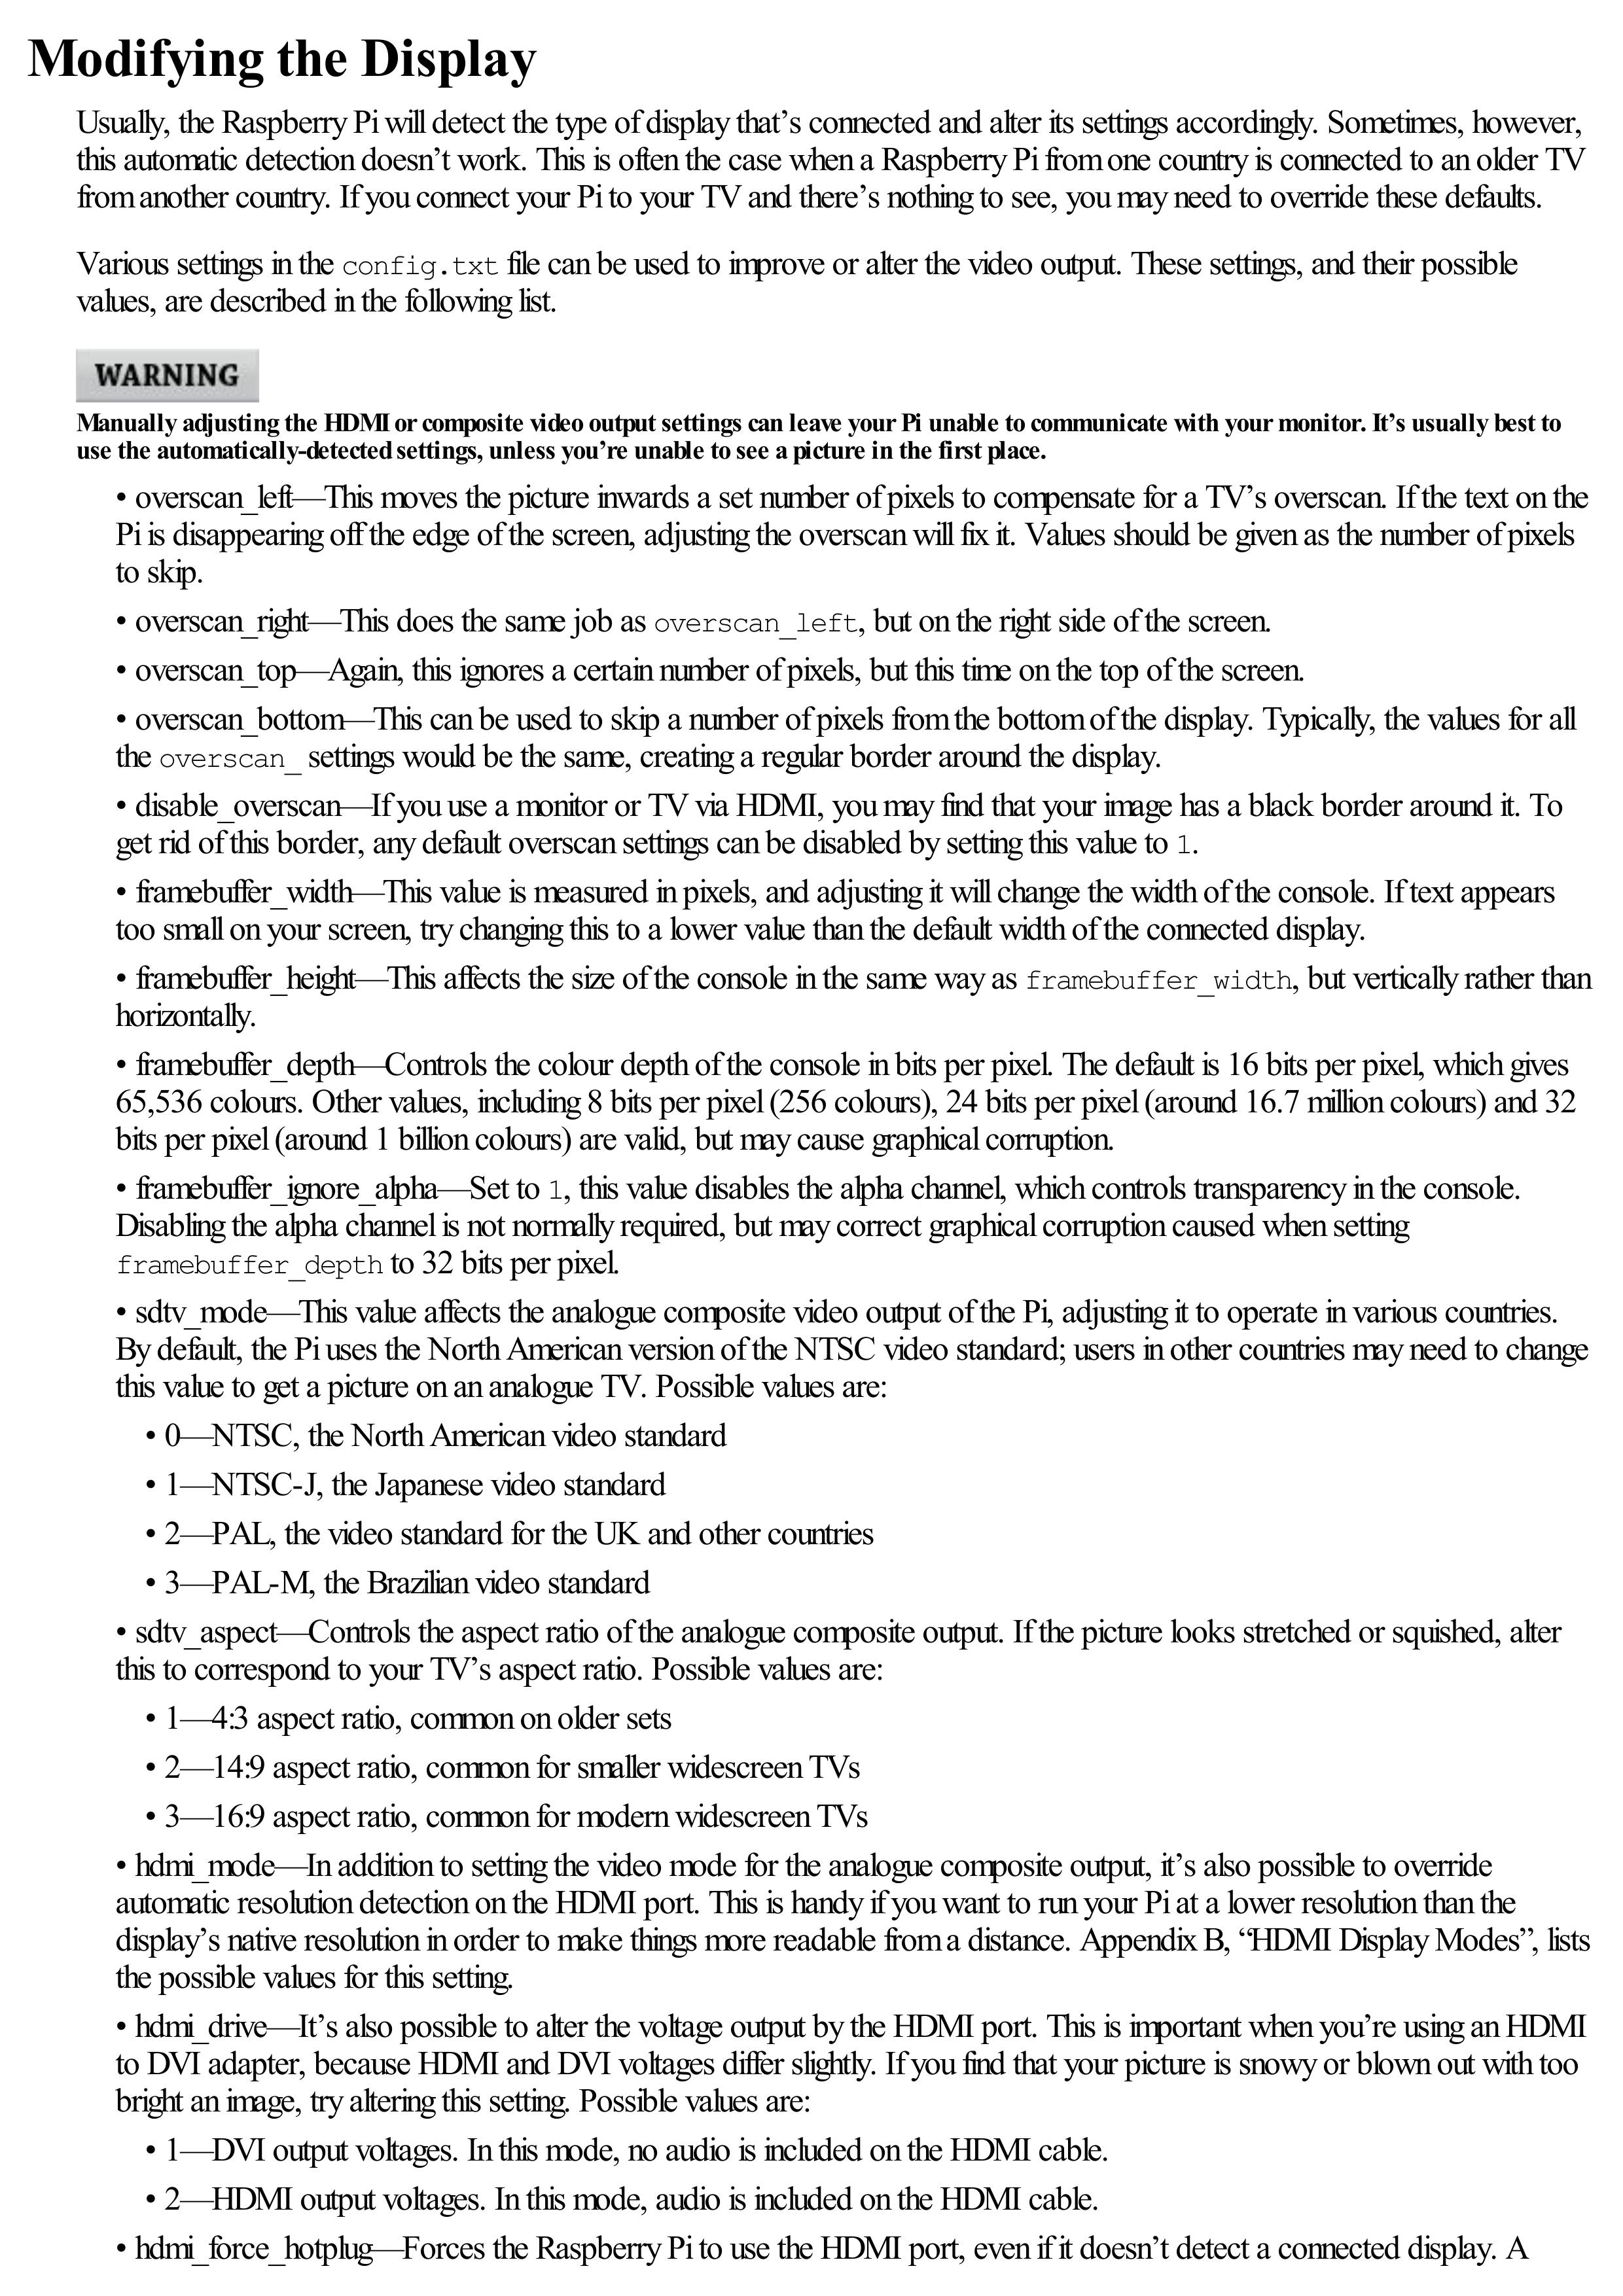 Modifying the Display
Usually, the Raspberry Pi will detect the type of display that’s connected and alter its settings accordingly. Sometimes, however,
this automatic detection doesn’t work. This is often the case when a Raspberry Pi from one country is connected to an older TV
from another country. If you connect your Pi to your TV and there’s nothing to see, you may need to override these defaults.
Various settings in the config.txt file can be used to improve or alter the video output. These settings, and their possible
values, are described in the following list.
WARNING
Manually adjusting the HDMI or composite video output settings can leave your Pi unable to communicate with your monitor. It’s usually best to
use the automatically-detected settings, unless you’re unable to see a picture in the first place.
• overscan_left—This moves the picture inwards a set number of pixels to compensate for a TV’s overscan. If the text on the
Pi is disappearing off the edge of the screen, adjusting the overscan will fix it. Values should be given as the number of pixels
to skip.
• overscan_right—This does the same job as overscan_left, but on the right side of the screen.
• overscan_top—Again, this ignores a certain number of pixels, but this time on the top of the screen.
• overscan_bottom—This can be used to skip a number of pixels from the bottom of the display. Typically, the values for all
the overscan_ settings would be the same, creating a regular border around the display.
• disable_overscan—If you use a monitor or TV via HDMI, you may find that your image has a black border around it. To
get rid of this border, any default overscan settings can be disabled by setting this value to 1.
• framebuffer_width—This value is measured in pixels, and adjusting it will change the width of the console. If text appears
too small on your screen, try changing this to a lower value than the default width of the connected display.
• framebuffer_height—This affects the size of the console in the same way as framebuffer_width, but vertically rather than
horizontally.
• framebuffer_depth—Controls the colour depth of the console in bits per pixel. The default is 16 bits per pixel, which gives
65,536 colours. Other values, including 8 bits per pixel (256 colours), 24 bits per pixel (around 16.7 million colours) and 32
bits per pixel (around 1 billion colours) are valid, but may cause graphical corruption.
• framebuffer_ignore_alpha—Set to 1, this value disables the alpha channel, which controls transparency in the console.
Disabling the alpha channel is not normally required, but may correct graphical corruption caused when setting
framebuffer_depth to 32 bits per pixel.
• sdtv_mode—This value affects the analogue composite video output of the Pi, adjusting it to operate in various countries.
By default, the Pi uses the North American version of the NTSC video standard; users in other countries may need to change
this value to get a picture on an analogue TV. Possible values are:
• 0—NTSC, the North American video standard
• 1—NTSC-J, the Japanese video standard
• 2—PAL, the video standard for the UK and other countries
• 3—PAL-M, the Brazilian video standard
• sdtv_aspect—Controls the aspect ratio of the analogue composite output. If the picture looks stretched or squished, alter
this to correspond to your TV’s aspect ratio. Possible values are:
• 1—4:3 aspect ratio, common on older sets
• 2—14:9 aspect ratio, common for smaller widescreen TVs
• 3—16:9 aspect ratio, common for modern widescreen TVs
• hdmi_mode—In addition to setting the video mode for the analogue composite output, it’s also possible to override
automatic resolution detection on the HDMI port. This is handy if you want to run your Pi at a lower resolution than the
display’s native resolution in order to make things more readable from a distance. Appendix B, “HDMI Display Modes”, lists
the possible values for this setting.
• hdmi_drive—It’s also possible to alter the voltage output by the HDMI port. This is important when you’re using an HDMI
to DVI adapter, because HDMI and DVI voltages differ slightly. If you find that your picture is snowy or blown out with too
bright an image, try altering this setting. Possible values are:
• 1—DVI output voltages. In this mode, no audio is included on the HDMI cable.
• 2—HDMI output voltages. In this mode, audio is included on the HDMI cable.
• hdmi_force_hotplug—Forces the Raspberry Pi to use the HDMI port, even if it doesn’t detect a connected display. A